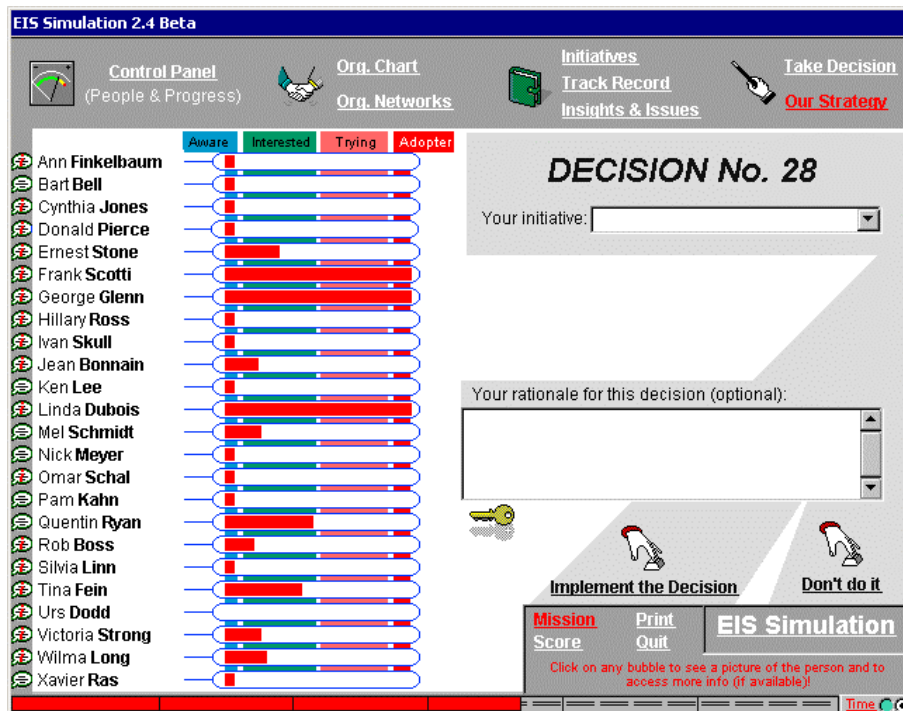 EIS Simulation 2.4 Beta
Control Panel
(People & Progress)
Org. Chart
Org. Networks
Initiatives
Track Record
Insights & Issues
Take Decision
Our Strategy
Aware Interested Trying Adopter
Ann Finkelbaum
Bart Bell
Cynthia Jones
Donald Pierce
Ernest Stone
Frank Scotti
George Glenn
Hillary Ross
Ivan Skull
Jean Bonnain
Ken Lee
Linda Dubois
Mel Schmidt
Nick Meyer
Omar Schal
Pam Kahn
Quentin Ryan
Rob Boss
Silvia Linn
Tina Fein
Urs Dodd
Victoria Strong
Wilma Long
Xavier Ras
DECISION No. 28
Your initiative:
Your rationale for this decision (optional):
Implement the Decision
Don't do it
Mission Print
Score Quit
EIS Simulation
Click on any bubble to see a picture of the person and to
access more info (if available)!
Time